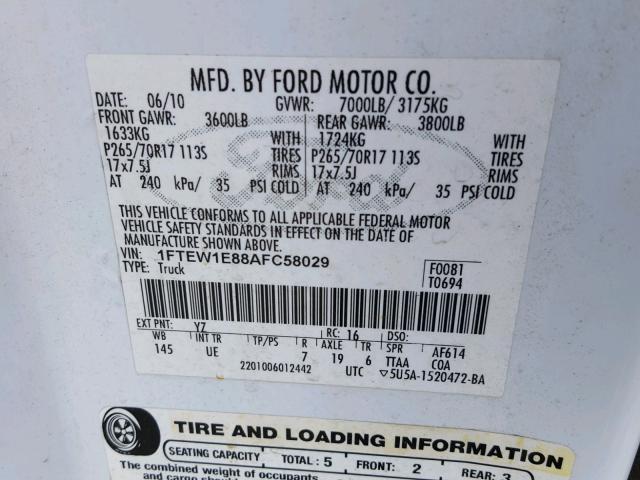 MFD. BY FORD MOTOR CO.
DATE: 06/10 GVWR: 7000LB/ 3175KG
FRONT GAWR: 3600LB REAR GAWR: 3800LB
1633KG WITH 1724KG WITH
P265/70R17 113S TIRES P265/70R17 113S TIRES
17x7.5J RIMS 17x7.5J RIMS
AT 240 kPa/ 35 PSI COLD AT 240 kPa/ 35 PSI COLD
Ford
THIS VEHICLE CONFORMS TO ALL APPLICABLE FEDERAL MOTOR
VEHICLE SAFETY STANDARDS IN EFFECT ON THE DATE OF
MANUFACTURE SHOWN ABOVE.
VIN: 1FTEW1E88AFC58029 F0081
TYPE: Truck T0694
EXT PNT: YZ RC: 16 DSO:
WB INT TR TP/PS R AXLE TR SPR AF614
145 UE 7 19 6 TTAA COA
2201006012442 UTC ▽5U5A-1520472-BA
TIRE AND LOADING INFORMATION
SEATING CAPACITY TOTAL: 5 FRONT: 2 REAR: 3
The combined weight of occupants
and cargo should